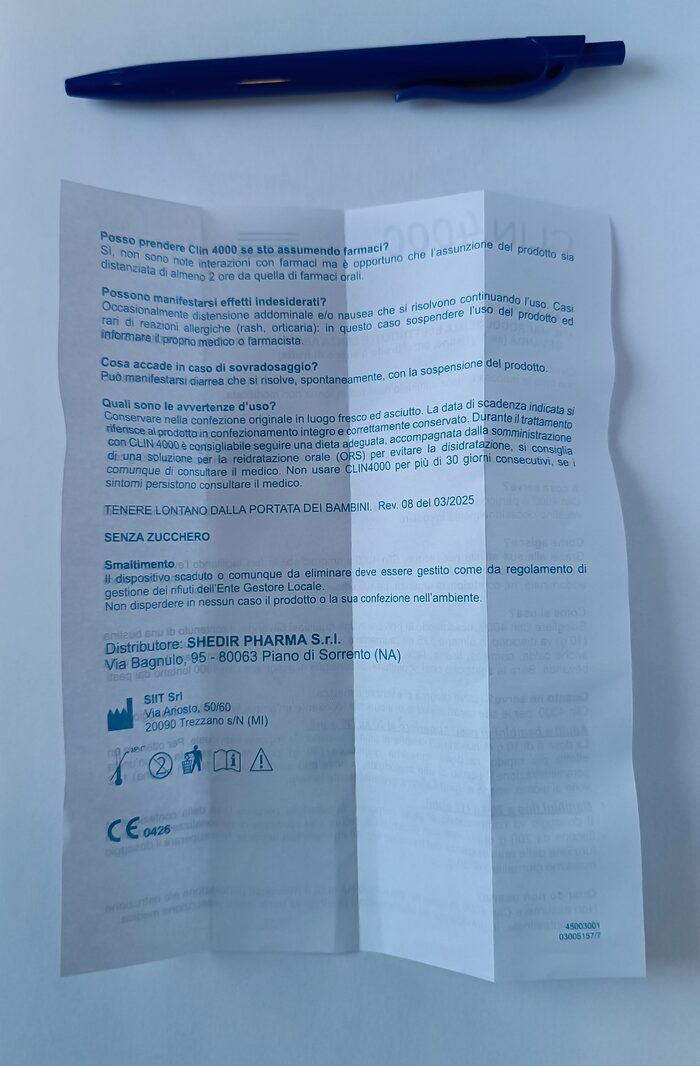 Posso prendere Clin 4000 se sto assumendo farmaci?
Sì, non sono note interazioni con farmaci ma è opportuno che l'assunzione del prodotto sia
distanziata di almeno 2 ore da quella di farmaci orali.
Possono manifestarsi effetti indesiderati?
Occasionalmente distensione addominale e/o nausea che si risolvono continuando l'uso. Casi
rari di reazioni allergiche (rash, orticaria): in questo caso sospendere l'uso del prodotto ed
informare il proprio medico o farmacista.
Cosa accade in caso di sovradosaggio?
Può manifestarsi diarrea che si risolve, spontaneamente, con la sospensione del prodotto.
Quali sono le avvertenze d'uso?
Conservare nella confezione originale in luogo fresco ed asciutto. La data di scadenza indicata si
riferisce al prodotto in confezionamento integro e correttamente conservato. Durante il trattamento
con CLIN 4000 è consigliabile seguire una dieta adeguata, accompagnata dalla somministrazione
di una soluzione per la reidratazione orale (ORS) per evitare la disidratazione, si consiglia
comunque di consultare il medico. Non usare CLIN4000 per più di 30 giorni consecutivi, se i
sintomi persistono consultare il medico.
TENERE LONTANO DALLA PORTATA DEI BAMBINI. Rev. 08 del 03/2025
SENZA ZUCCHERO
Smaltimento
Il dispositivo scaduto o comunque da eliminare deve essere gestito come da regolamento di
gestione dei rifiuti dell'Ente Gestore Locale.
Non disperdere in nessun caso il prodotto o la sua confezione nell'ambiente.
Distributore: SHEDIR PHARMA S.r.l.
Via Bagnulo, 95 - 80063 Piano di Sorrento (NA)
SIIT Srl
Via Ariosto, 50/60
20090 Trezzano s/N (MI)
2
CE 0426
45003001
03005157/7